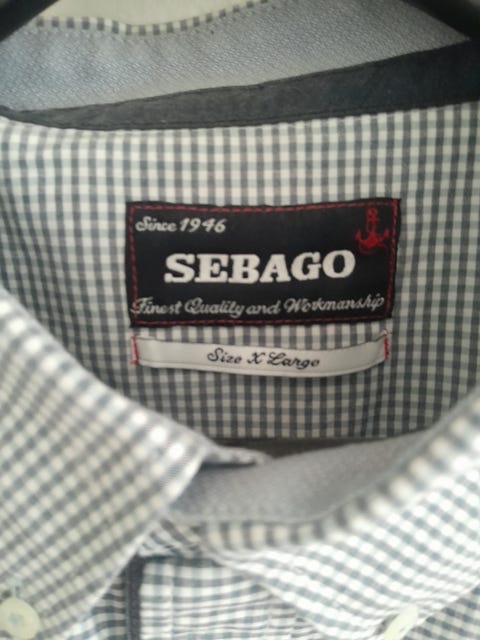 Since 1946
SEBAGO
Finest Quality and Workmanship
Size X Large